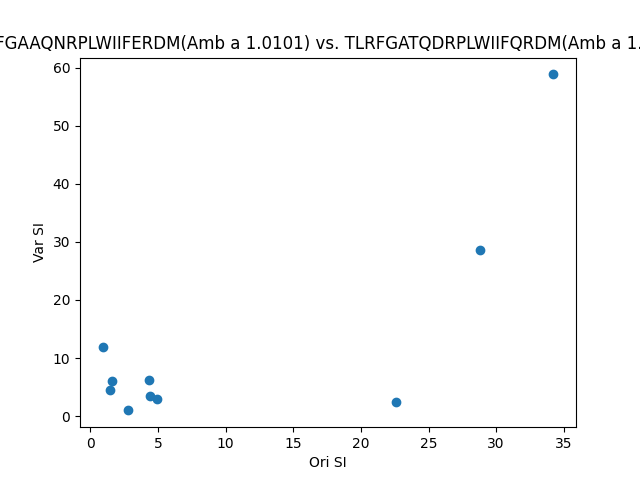 FGAAQNRPLWIIFERDM(Amb a 1.0101) vs. TLRFGATQDRPLWIIFQRDM(Amb a 1.
60
50
40
30
20
10
0
Var SI
0 5 10 15 20 25 30 35
Ori SI